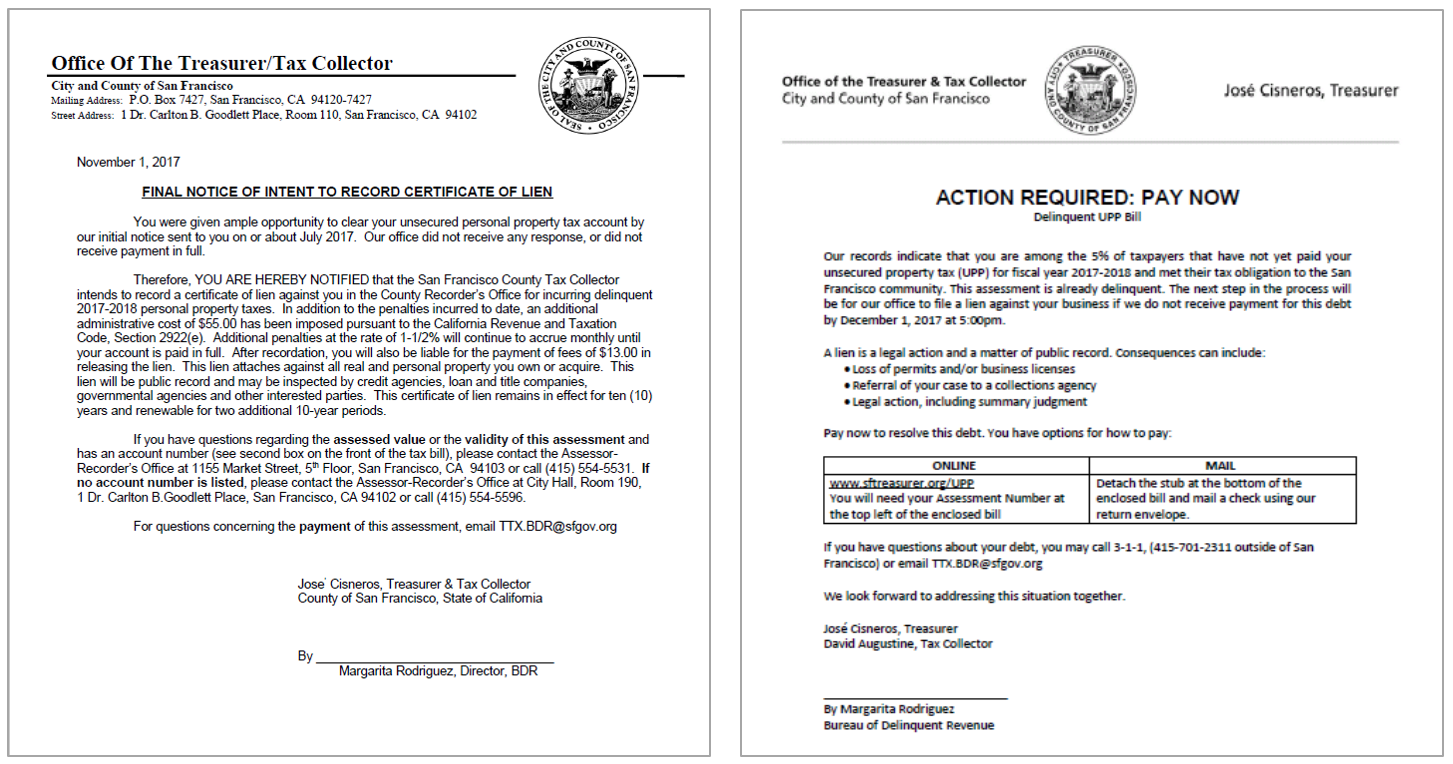 Office Of The Treasurer/Tax Collector
City and County of San Francisco
Mailing Address: P.O. Box 7427, San Francisco, CA 94120-7427
Street Address: 1 Dr. Carlton B. Goodlett Place, Room 110, San Francisco, CA 94102
SEAL OF THE CITY AND COUNTY OF SAN FRANCISCO
November 1, 2017
FINAL NOTICE OF INTENT TO RECORD CERTIFICATE OF LIEN
You were given ample opportunity to clear your unsecured personal property tax account by
our initial notice sent to you on or about July 2017. Our office did not receive any response, or did not
receive payment in full.
Therefore, YOU ARE HEREBY NOTIFIED that the San Francisco County Tax Collector
intends to record a certificate of lien against you in the County Recorder's Office for incurring delinquent
2017-2018 personal property taxes. In addition to the penalties incurred to date, an additional
administrative cost of $55.00 has been imposed pursuant to the California Revenue and Taxation
Code, Section 2922(e). Additional penalties at the rate of 1-1/2% will continue to accrue monthly until
your account is paid in full. After recordation, you will also be liable for the payment of fees of $13.00 in
releasing the lien. This lien attaches against all real and personal property you own or acquire. This
lien will be public record and may be inspected by credit agencies, loan and title companies,
governmental agencies and other interested parties. This certificate of lien remains in effect for ten (10)
years and renewable for two additional 10-year periods.
If you have questions regarding the assessed value or the validity of this assessment and
has an account number (see second box on the front of the tax bill), please contact the Assessor-
Recorder's Office at 1155 Market Street, 5th Floor, San Francisco, CA 94103 or call (415) 554-5531. If
no account number is listed, please contact the Assessor-Recorder's Office at City Hall, Room 190,
1 Dr. Carlton B.Goodlett Place, San Francisco, CA 94102 or call (415) 554-5596.
For questions concerning the payment of this assessment, email TTX.BDR@sfgov.org
Jose' Cisneros, Treasurer & Tax Collector
County of San Francisco, State of California
By
Margarita Rodriguez, Director, BDR
Office of the Treasurer & Tax Collector
City and County of San Francisco
TREASURER
CITY AND COUNTY OF SAN FRANCISCO
José Cisneros, Treasurer
ACTION REQUIRED: PAY NOW
Delinquent UPP Bill
Our records indicate that you are among the 5% of taxpayers that have not yet paid your
unsecured property tax (UPP) for fiscal year 2017-2018 and met their tax obligation to the San
Francisco community. This assessment is already delinquent. The next step in the process will
be for our office to file a lien against your business if we do not receive payment for this debt
by December 1, 2017 at 5:00pm.
A lien is a legal action and a matter of public record. Consequences can include:
• Loss of permits and/or business licenses
• Referral of your case to a collections agency
• Legal action, including summary judgment
Pay now to resolve this debt. You have options for how to pay:
ONLINE
www.sftreasurer.org/UPP
You will need your Assessment Number at
the top left of the enclosed bill
MAIL
Detach the stub at the bottom of the
enclosed bill and mail a check using our
return envelope.
If you have questions about your debt, you may call 3-1-1, (415-701-2311 outside of San
Francisco) or email TTX.BDR@sfgov.org
We look forward to addressing this situation together.
José Cisneros, Treasurer
David Augustine, Tax Collector
By Margarita Rodriguez
Bureau of Delinquent Revenue